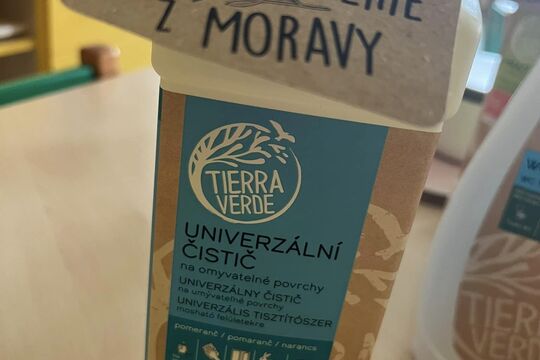 Z MORAVY
TIERRA
VERDE
UNIVERZÁLNÍ
ČISTIČ
na omyvatelné povrchy
UNIVERZÁLNY ČISTIČ
na umývateľné povrchy
UNIVERZÁLIS TISZTÍTÓSZER
mosható felületekre
pomeranč / pomaranč / narancs
TIERRA
VERDE